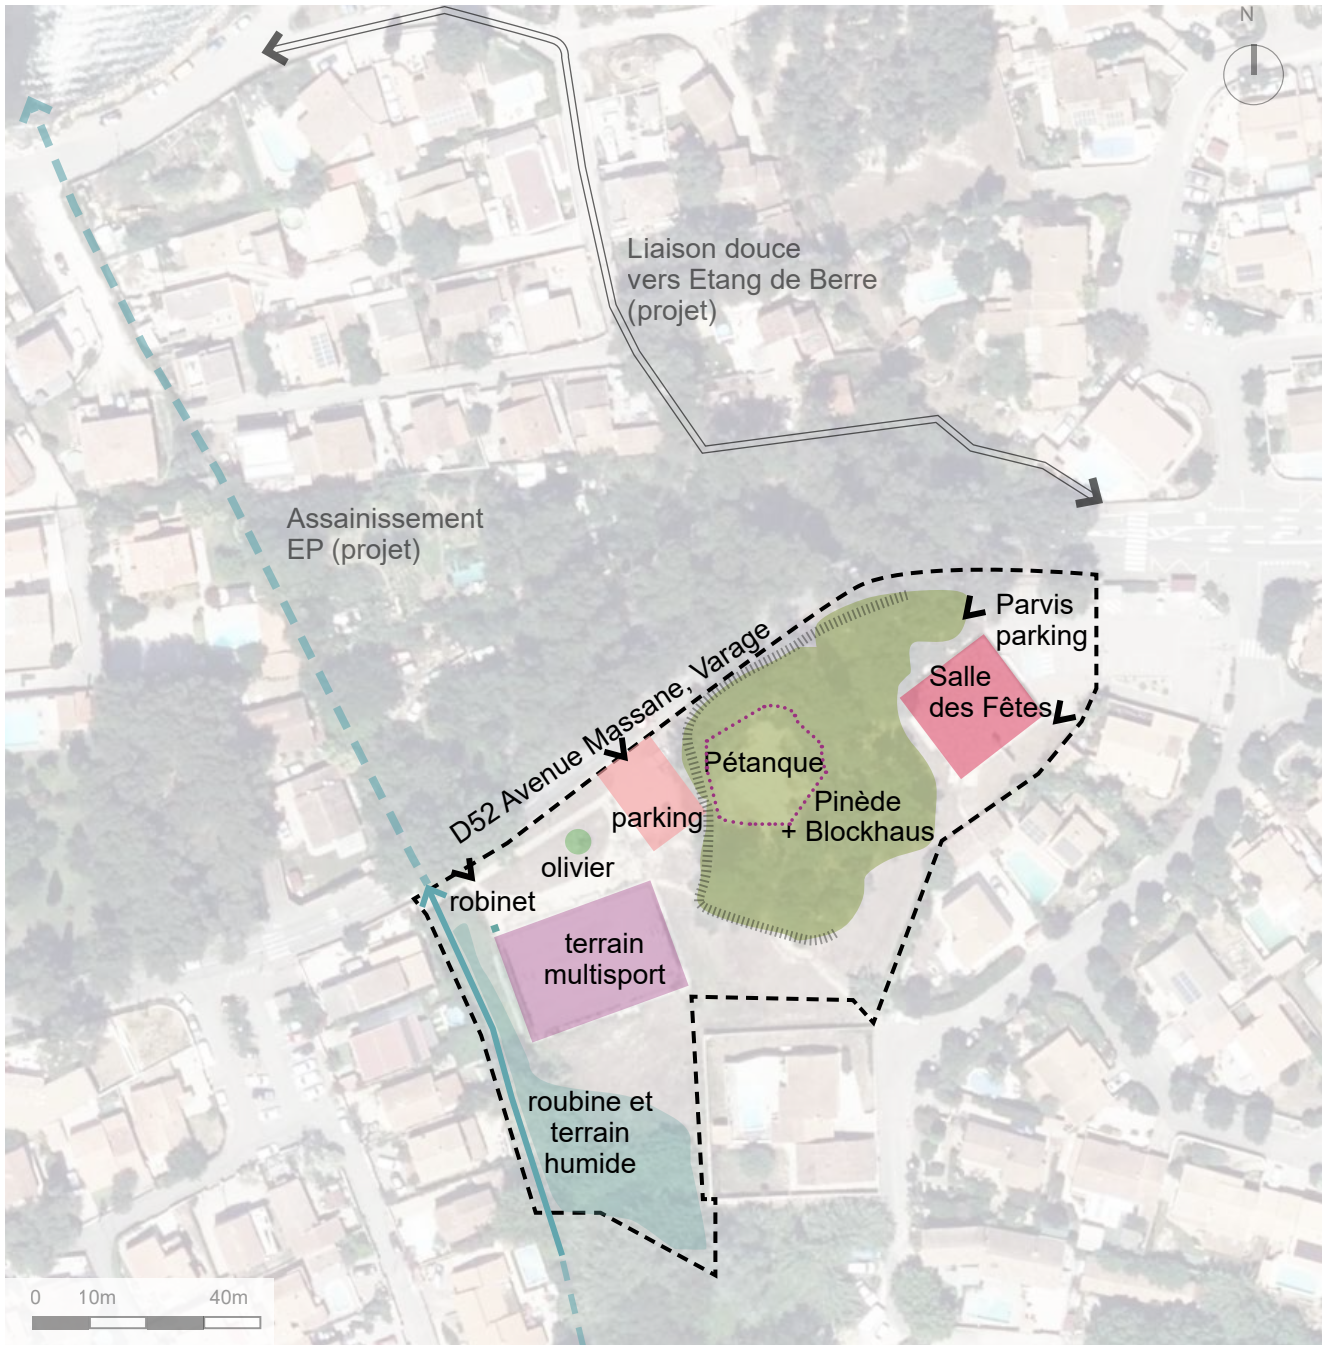 N
Liaison douce
vers Etang de Berre
(projet)
Assainissement
EP (projet)
Parvis
parking
Salle
des Fêtes
D52 Avenue Massane, Varage
Pétanque
Pinède
+ Blockhaus
parking
olivier
robinet
terrain
multisport
roubine et
terrain
humide
0 10m 40m